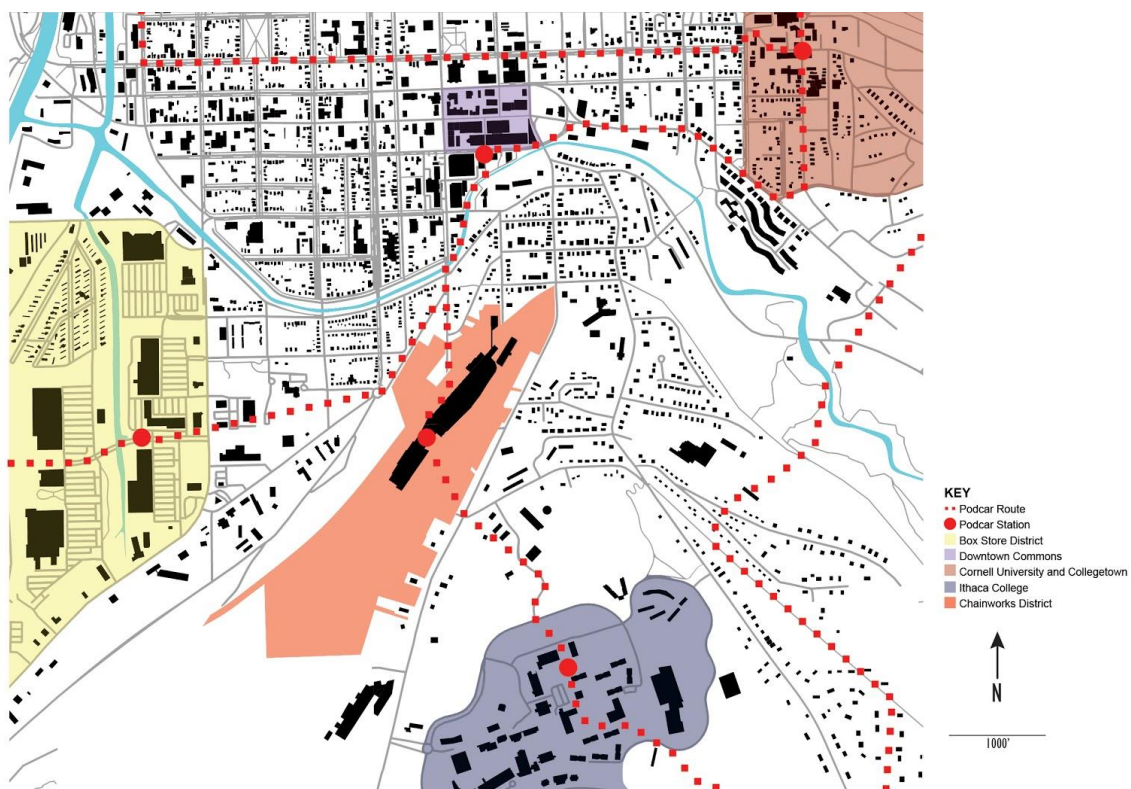 KEY
Podcar Route
Podcar Station
Box Store District
Downtown Commons
Cornell University and Collegetown
Ithaca College
Chainworks District
N
1000'